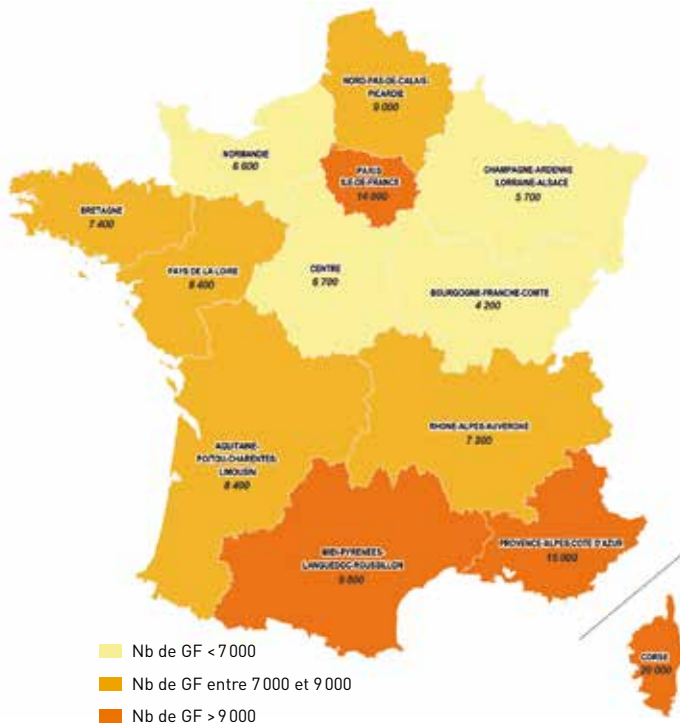 NORD-PAS-DE-CALAIS-
PICARDIE
9 000
NORMANDIE
6 600
PARIS
ILE-DE-FRANCE
14 000
CHAMPAGNE-ARDENNE
LORRAINE-ALSACE
5 700
BRETAGNE
7 400
PAYS DE LA LOIRE
8 400
CENTRE
6 700
BOURGOGNE-FRANCHE-COMTE
4 200
RHONE-ALPES-AUVERGNE
AQUITAINE-
POITOU-CHARENTES-
LIMOUSIN
8 400
MIDI-PYRENEES-
LANGUEDOC-ROUSSILLON
PROVENCE-ALPES-COTE D'AZUR
15 000
CORSE
20 000
Nb de GF < 7 000
Nb de GF entre 7 000 et 9 000
Nb de GF > 9 000